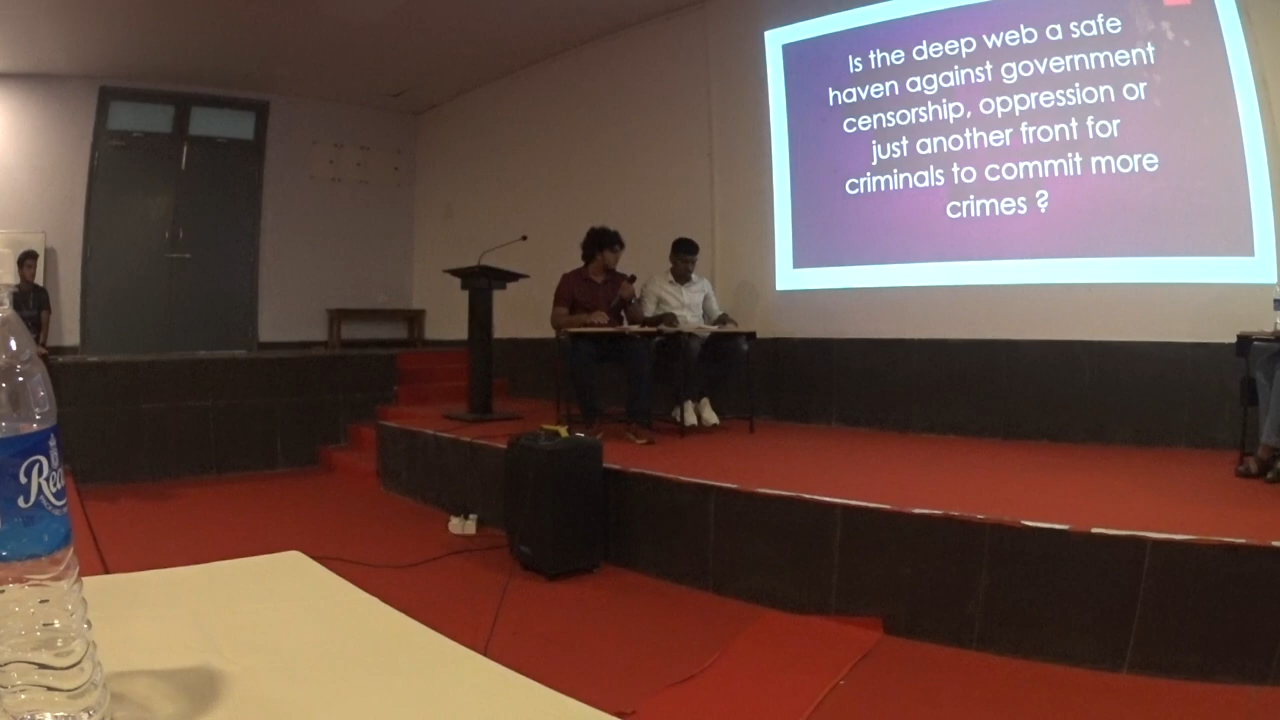 Is the deep web a safe
haven against government
censorship, oppression or
just another front for
criminals to commit more
crimes ?